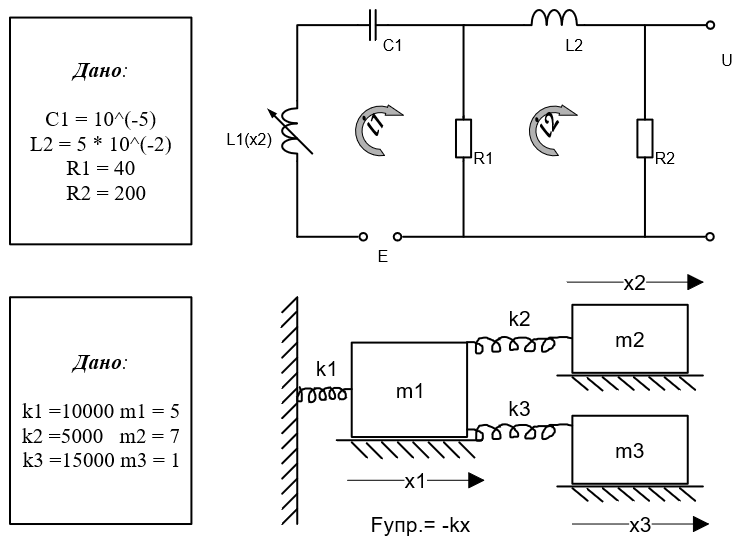 Дано:
C1 = 10^(-5)
L2 = 5 * 10^(-2)
R1 = 40
R2 = 200
C1
L2
U
L1(x2)
i1
i2
R1
R2
E
Дано:
k1 =10000 m1 = 5
k2 =5000 m2 = 7
k3 =15000 m3 = 1
x2
k2
m2
k1
m1
k3
m3
x1
x3
Fупр.= -kx